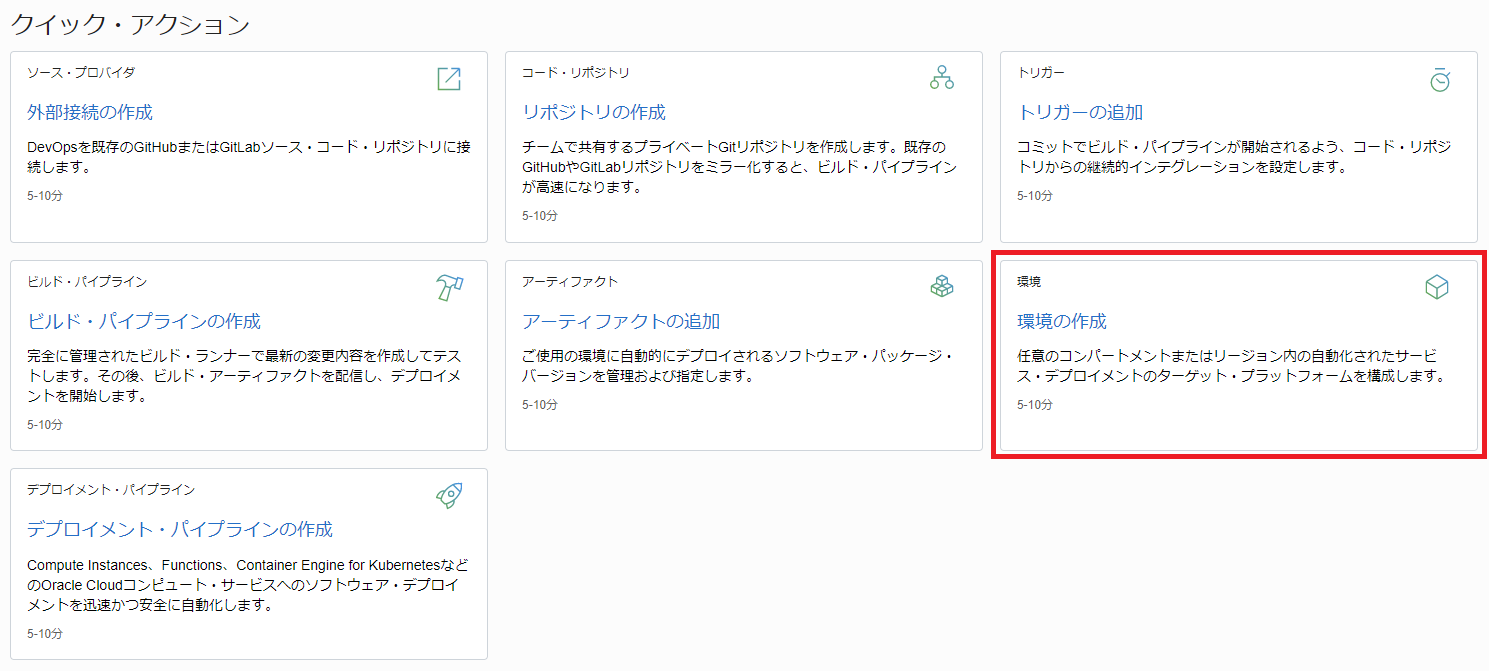 クイック・アクション
ソース・プロバイダ
外部接続の作成
DevOpsを既存のGitHubまたはGitLabソース・コード・リポジトリに接
続します。
5-10分
コード・リポジトリ
リポジトリの作成
チームで共有するプライベートGitリポジトリを作成します。既存の
GitHubやGitLabリポジトリをミラー化すると、ビルド・パイプライン
が高速になります。
5-10分
トリガー
トリガーの追加
コミットでビルド・パイプラインが開始されるよう、コード・リポジ
トリからの継続的インテグレーションを設定します。
5-10分
ビルド・パイプライン
ビルド・パイプラインの作成
完全に管理されたビルド・ランナーで最新の変更内容を作成してテス
トします。その後、ビルド・アーティファクトを配信し、デプロイメ
ントを開始します。
5-10分
アーティファクト
アーティファクトの追加
ご使用の環境に自動的にデプロイされるソフトウェア・パッケージ・
バージョンを管理および指定します。
5-10分
環境
環境の作成
任意のコンパートメントまたはリージョン内の自動化されたサービ
ス・デプロイメントのターゲット・プラットフォームを構成します。
5-10分
デプロイメント・パイプライン
デプロイメント・パイプラインの作成
Compute Instances、Functions、Container Engine for Kubernetesなど
のOracle Cloudコンピュート・サービスへのソフトウェア・デプロイ
メントを迅速かつ安全に自動化します。
5-10分